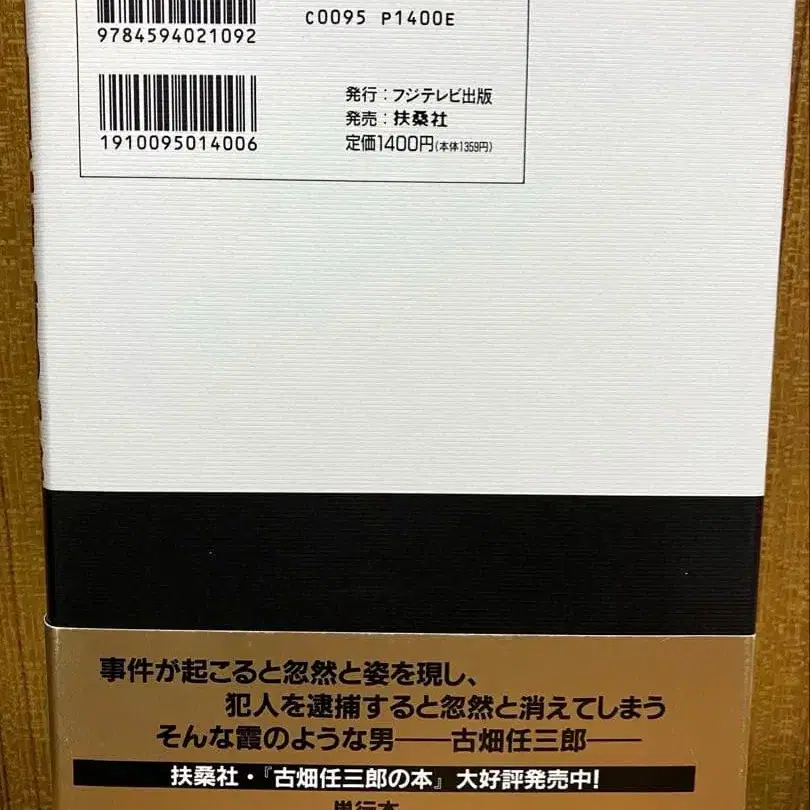 9784594021092
C0095 P1400E
1910095014006
発行:フジテレビ出版
発売:扶桑社
定価1400円(本体1359円)
事件が起こると忽然と姿を現し、
犯人を逮捕すると忽然と消えてしまう
そんな霞のような男——古畑任三郎——
扶桑社・『古畑任三郎の本』大好評発売中!
単行本